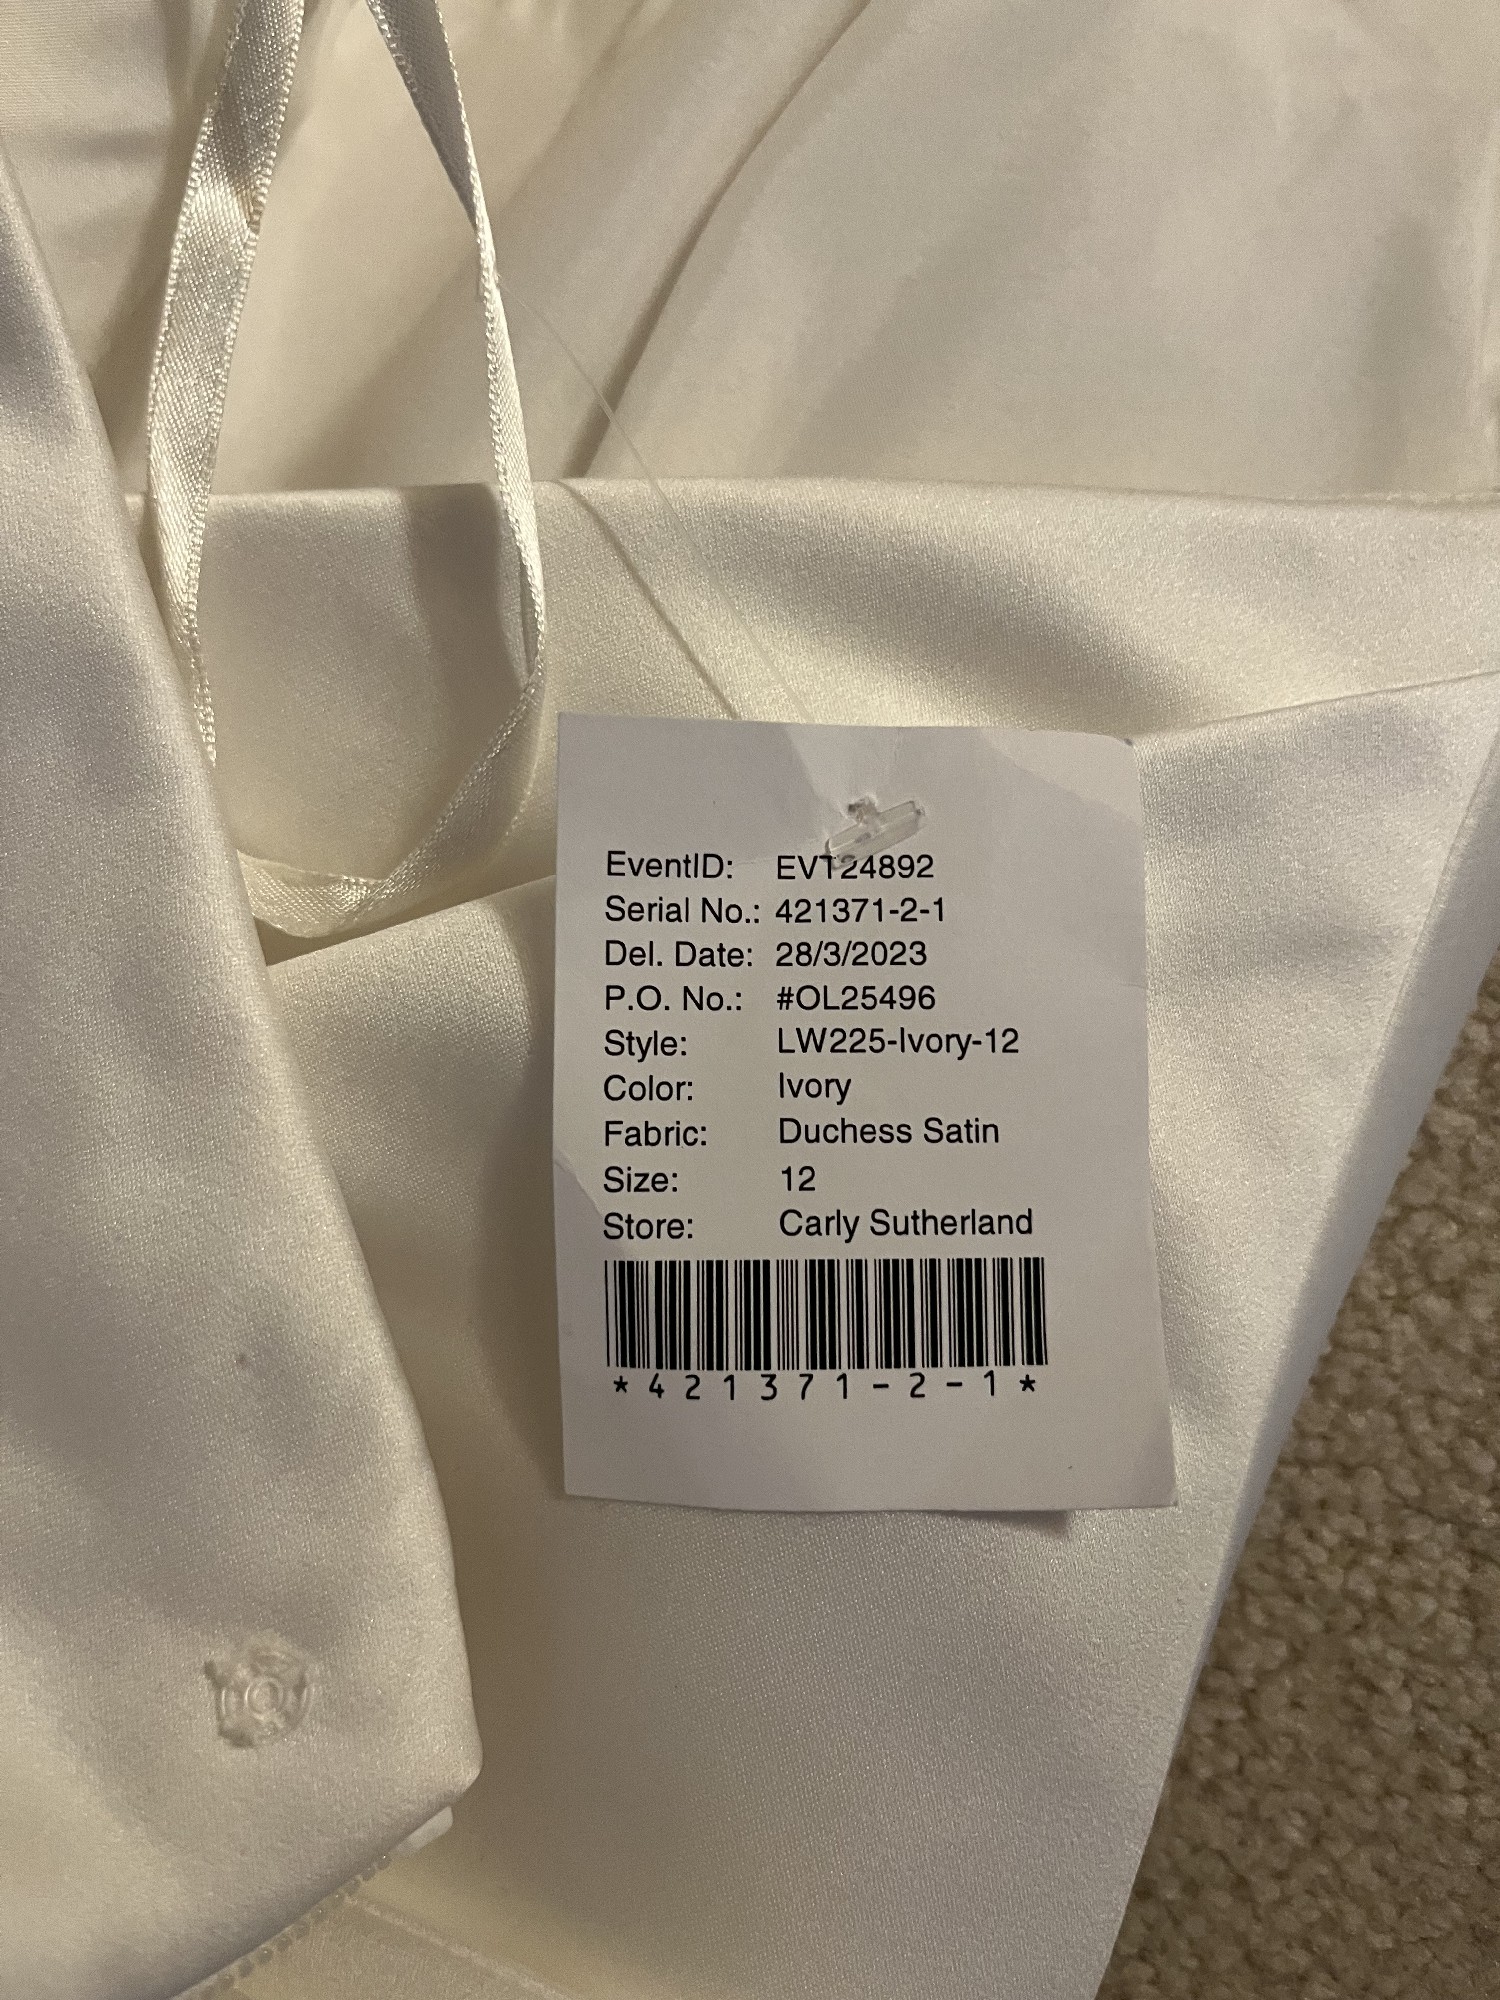 EventID: EVT24892
Serial No.: 421371-2-1
Del. Date: 28/3/2023
P.O. No.: #OL25496
Style: LW225-Ivory-12
Color: Ivory
Fabric: Duchess Satin
Size: 12
Store: Carly Sutherland
*421371-2-1*